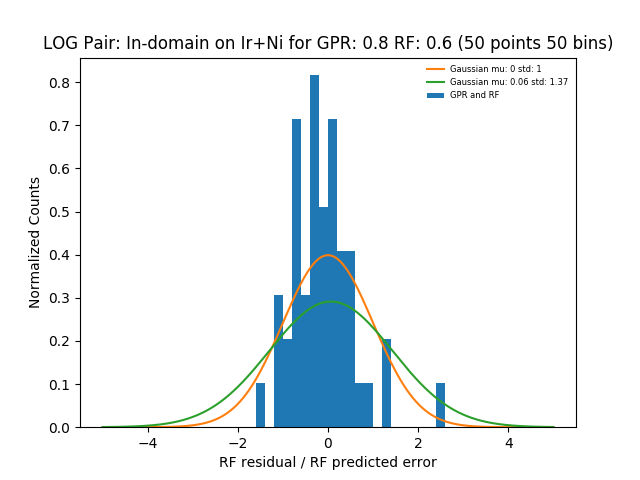 LOG Pair: In-domain on Ir+Ni for GPR: 0.8 RF: 0.6 (50 points 50 bins)
Gaussian mu: 0 std: 1
Gaussian mu: 0.06 std: 1.37
GPR and RF
Normalized Counts
0.8
0.7
0.6
0.5
0.4
0.3
0.2
0.1
0.0
−4 −2 0 2 4
RF residual / RF predicted error